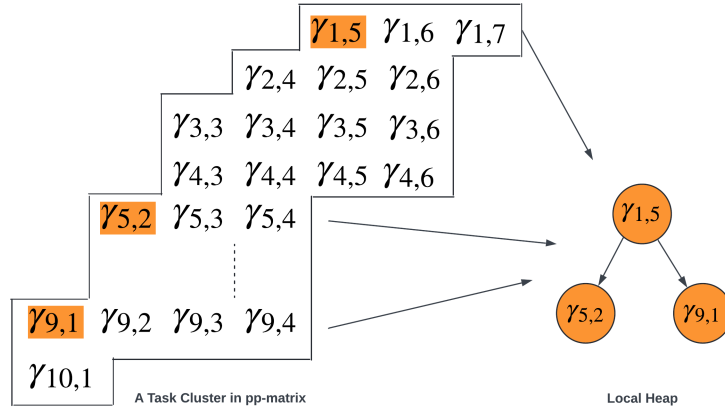 γ1,5 γ1,6 γ1,7
γ2,4 γ2,5 γ2,6
γ3,3 γ3,4 γ3,5 γ3,6
γ4,3 γ4,4 γ4,5 γ4,6
γ5,2 γ5,3 γ5,4
γ9,1 γ9,2 γ9,3 γ9,4
γ10,1
A Task Cluster in pp-matrix
γ1,5
γ5,2 γ9,1
Local Heap